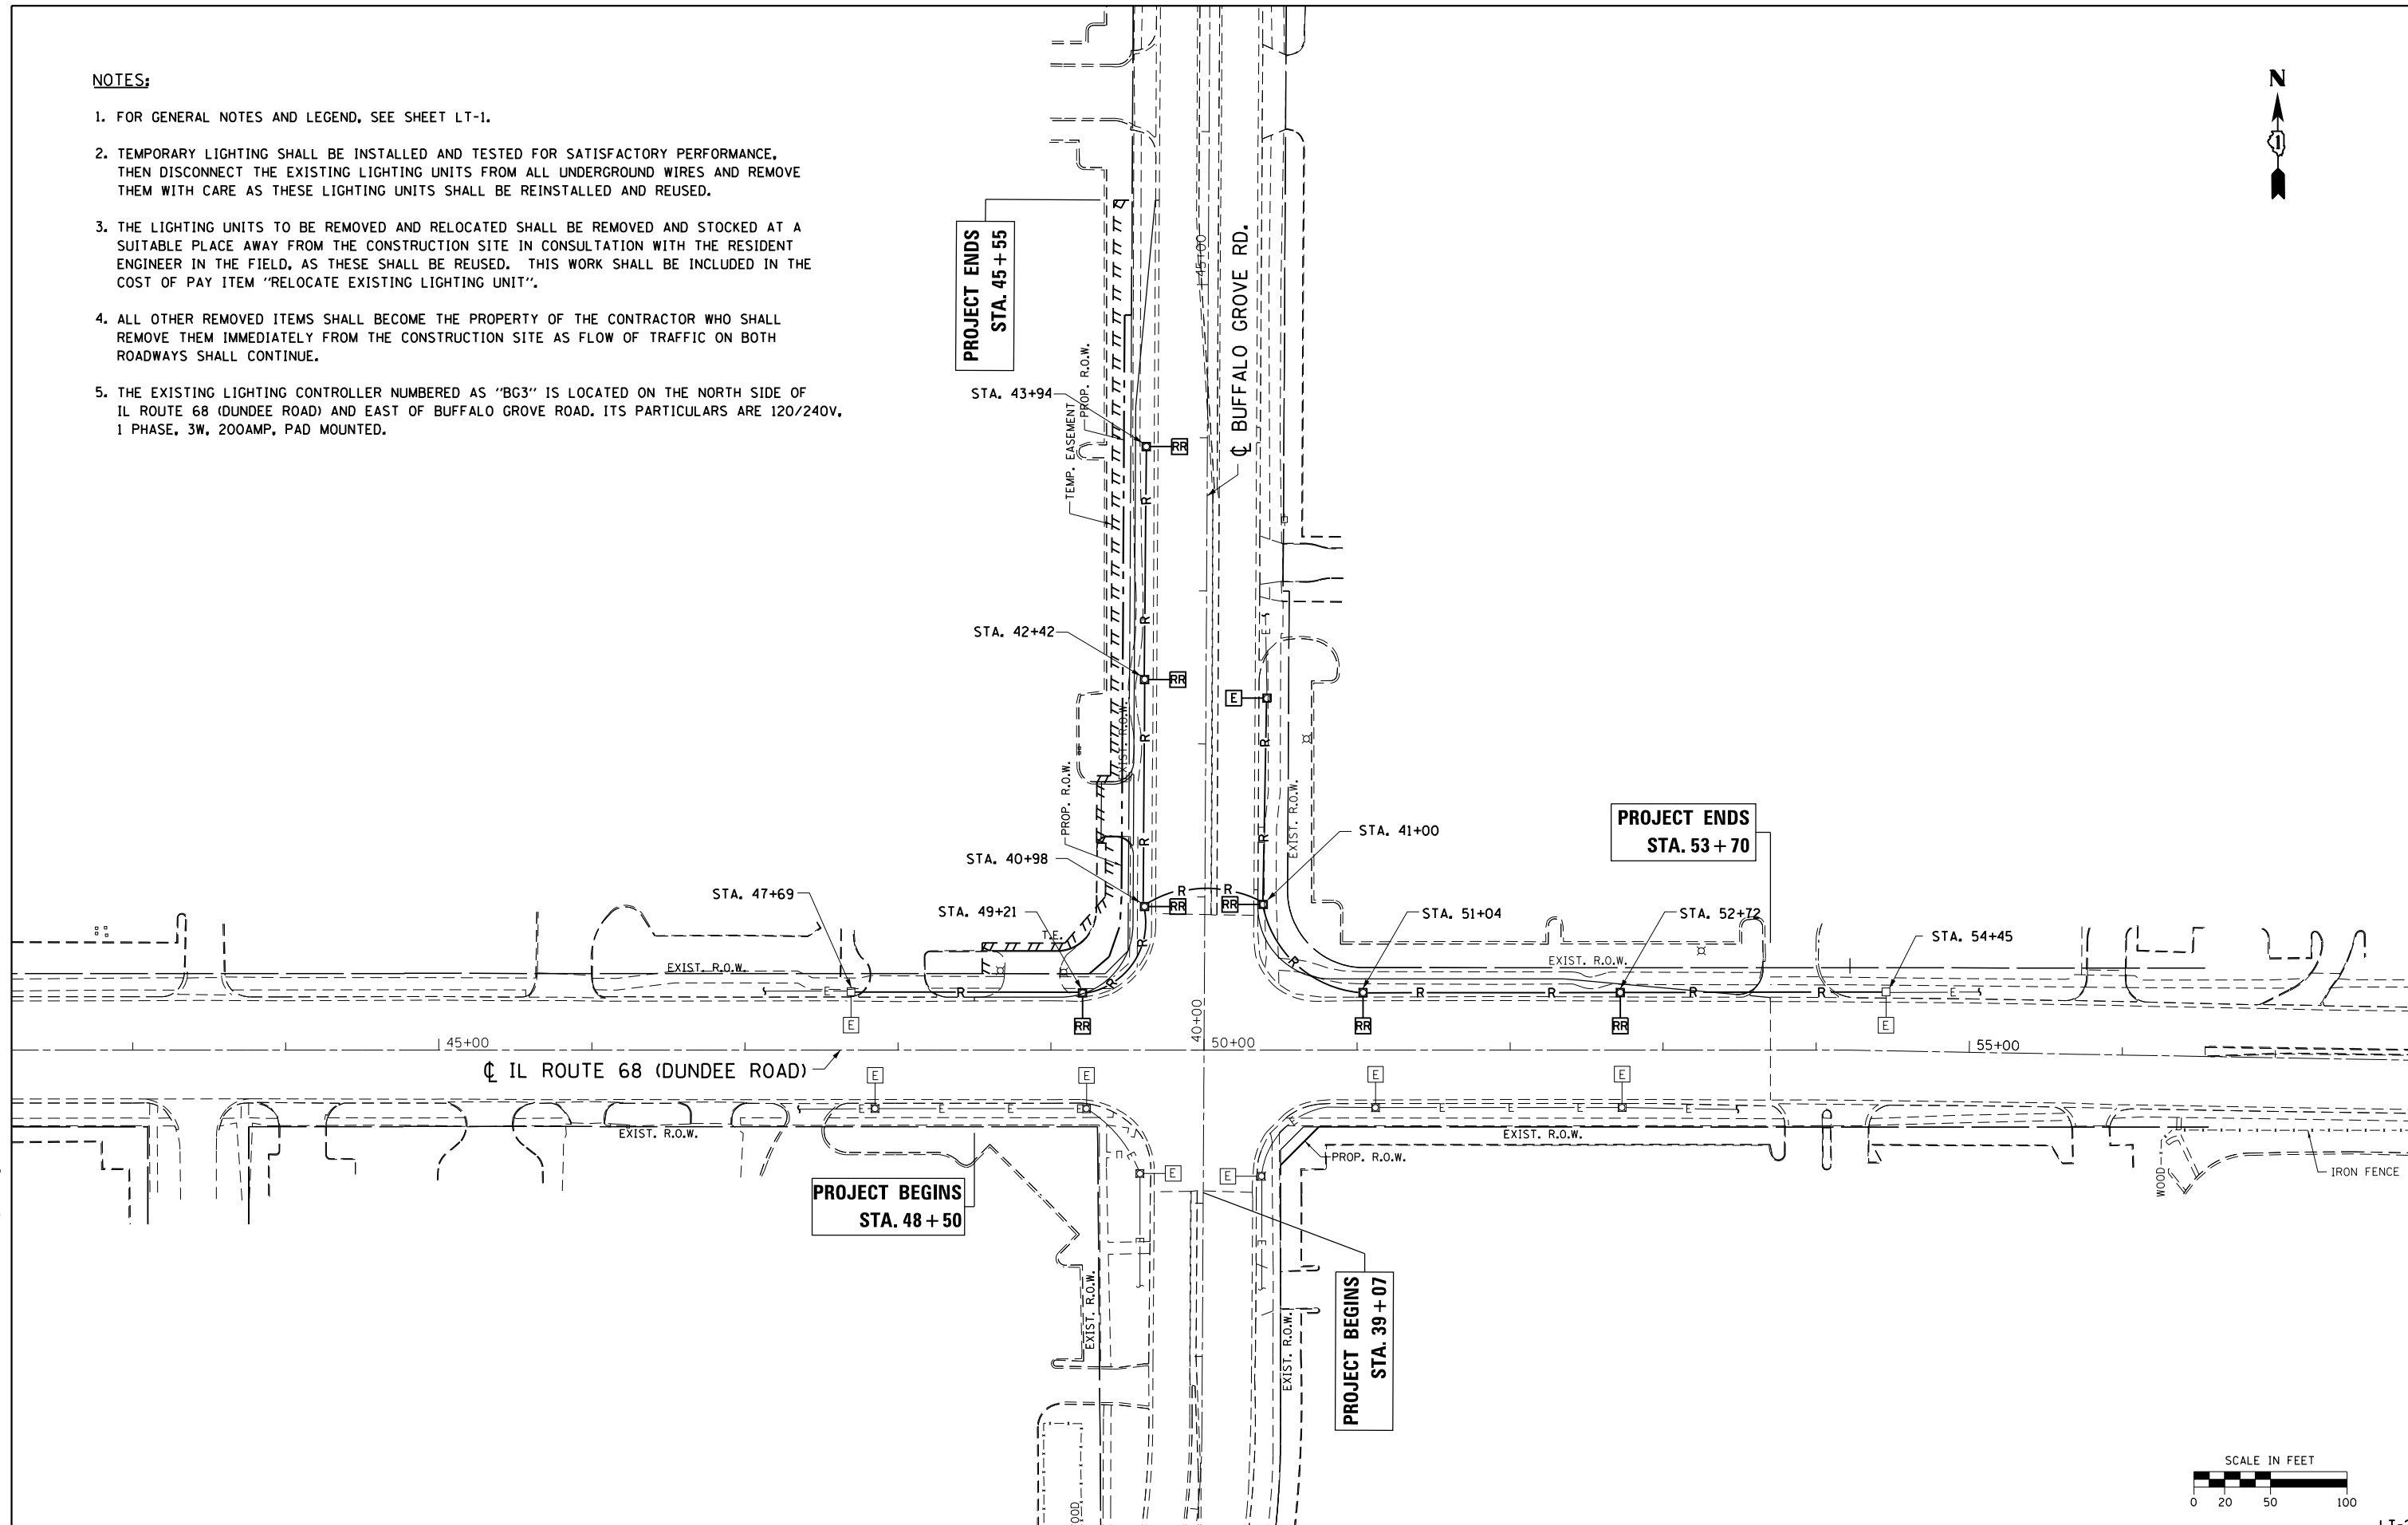 NOTES:
1. FOR GENERAL NOTES AND LEGEND, SEE SHEET LT-1.
2. TEMPORARY LIGHTING SHALL BE INSTALLED AND TESTED FOR SATISFACTORY PERFORMANCE,
THEN DISCONNECT THE EXISTING LIGHTING UNITS FROM ALL UNDERGROUND WIRES AND REMOVE
THEM WITH CARE AS THESE LIGHTING UNITS SHALL BE REINSTALLED AND REUSED.
3. THE LIGHTING UNITS TO BE REMOVED AND RELOCATED SHALL BE REMOVED AND STOCKED AT A
SUITABLE PLACE AWAY FROM THE CONSTRUCTION SITE IN CONSULTATION WITH THE RESIDENT
ENGINEER IN THE FIELD, AS THESE SHALL BE REUSED. THIS WORK SHALL BE INCLUDED IN THE
COST OF PAY ITEM "RELOCATE EXISTING LIGHTING UNIT".
4. ALL OTHER REMOVED ITEMS SHALL BECOME THE PROPERTY OF THE CONTRACTOR WHO SHALL
REMOVE THEM IMMEDIATELY FROM THE CONSTRUCTION SITE AS FLOW OF TRAFFIC ON BOTH
ROADWAYS SHALL CONTINUE.
5. THE EXISTING LIGHTING CONTROLLER NUMBERED AS "BG3" IS LOCATED ON THE NORTH SIDE OF
IL ROUTE 68 (DUNDEE ROAD) AND EAST OF BUFFALO GROVE ROAD. ITS PARTICULARS ARE 120/240V,
1 PHASE, 3W, 200AMP, PAD MOUNTED.
N
1
PROJECT ENDS
STA. 45+55
45+00
℄ BUFFALO GROVE RD.
PROP. R.O.W.
TEMP. EASEMENT
STA. 43+94
RR
R
R
STA. 42+42
RR
E
E
R
R
EXIST. R.O.W.
PROP. R.O.W.
R
R
EXIST. R.O.W.
STA. 40+98
RR
R
R
RR
STA. 41+00
PROJECT ENDS
STA. 53+70
STA. 47+69
STA. 49+21
T.E.
R
R
R
STA. 51+04
STA. 52+72
STA. 54+45
EXIST. R.O.W.
EXIST. R.O.W.
E
R
R
R
R
R
E
E
RR
RR
RR
E
40+00
45+00
50+00
55+00
℄ IL ROUTE 68 (DUNDEE ROAD)
E
E
E
E
E
E
E
E
E
E
E
E
E
EXIST. R.O.W.
EXIST. R.O.W.
PROP. R.O.W.
E
E
E
E
PROJECT BEGINS
STA. 48+50
WOOD
IRON FENCE
EXIST. R.O.W.
EXIST. R.O.W.
PROJECT BEGINS
STA. 39+07
SCALE IN FEET
0 20 50 100